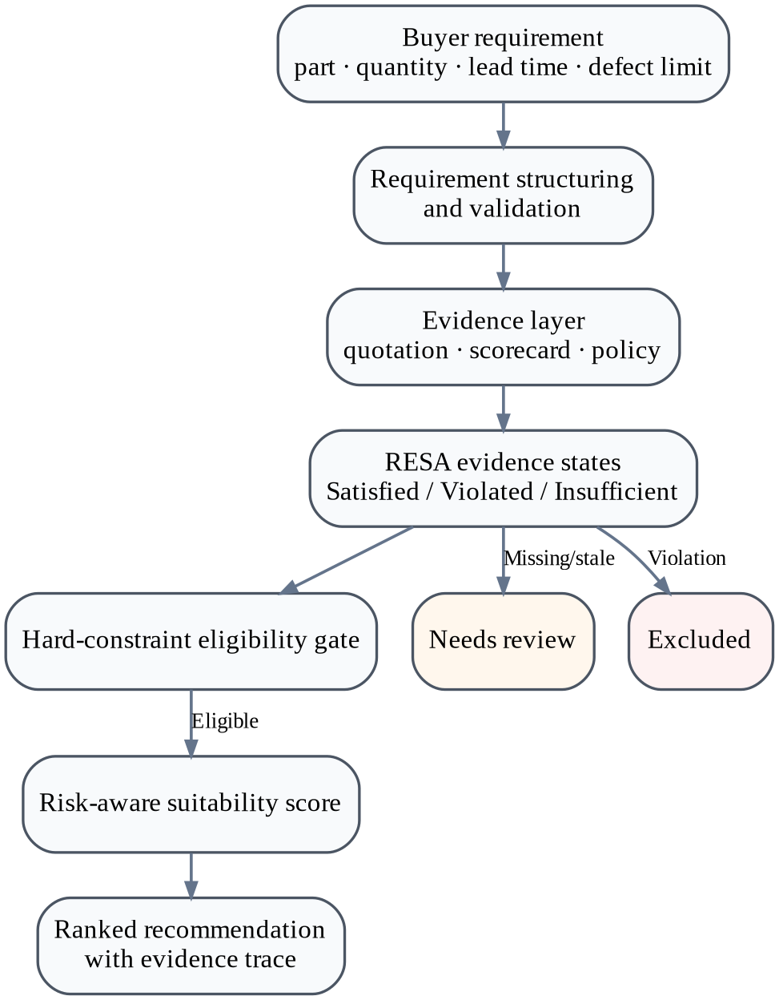 Buyer requirement
part · quantity · lead time · defect limit
Requirement structuring
and validation
Evidence layer
quotation · scorecard · policy
RESA evidence states
Satisfied / Violated / Insufficient
Missing/stale
Violation
Hard-constraint eligibility gate
Needs review
Excluded
Eligible
Risk-aware suitability score
Ranked recommendation
with evidence trace